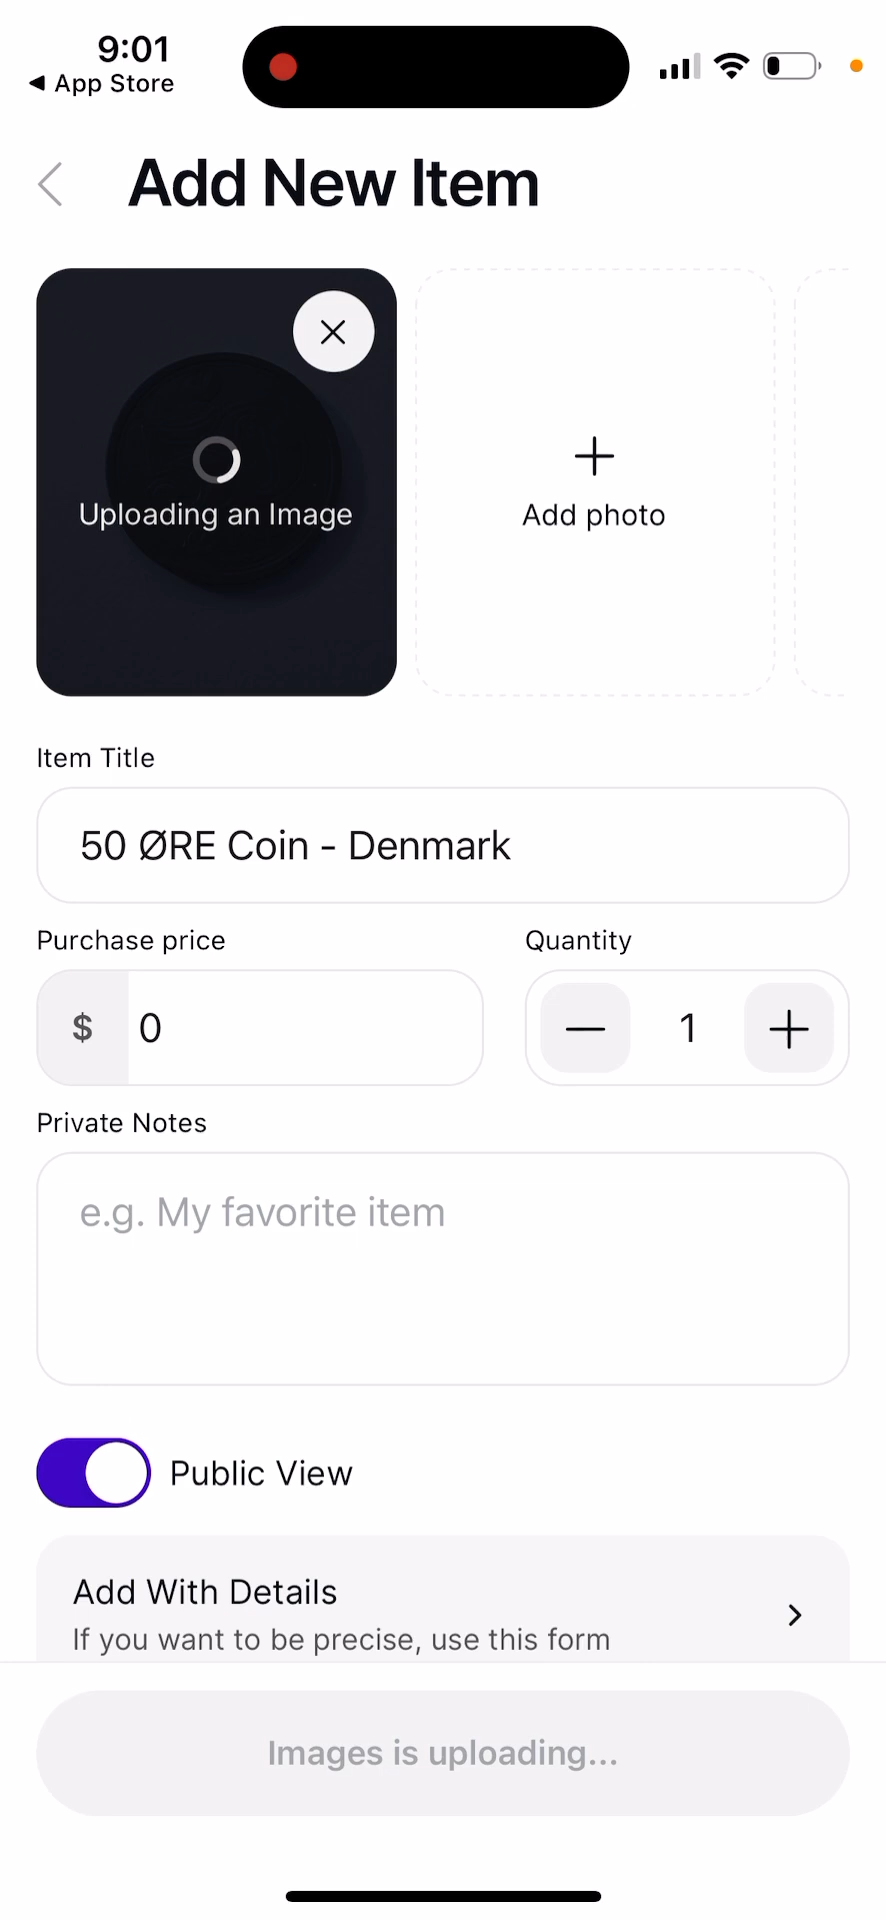 9:01
◀ App Store
Add New Item
Uploading an Image
Add photo
Item Title
50 ØRE Coin - Denmark
Purchase price
Quantity
$ 0
1
Private Notes
e.g. My favorite item
Public View
Add With Details
If you want to be precise, use this form
Images is uploading...